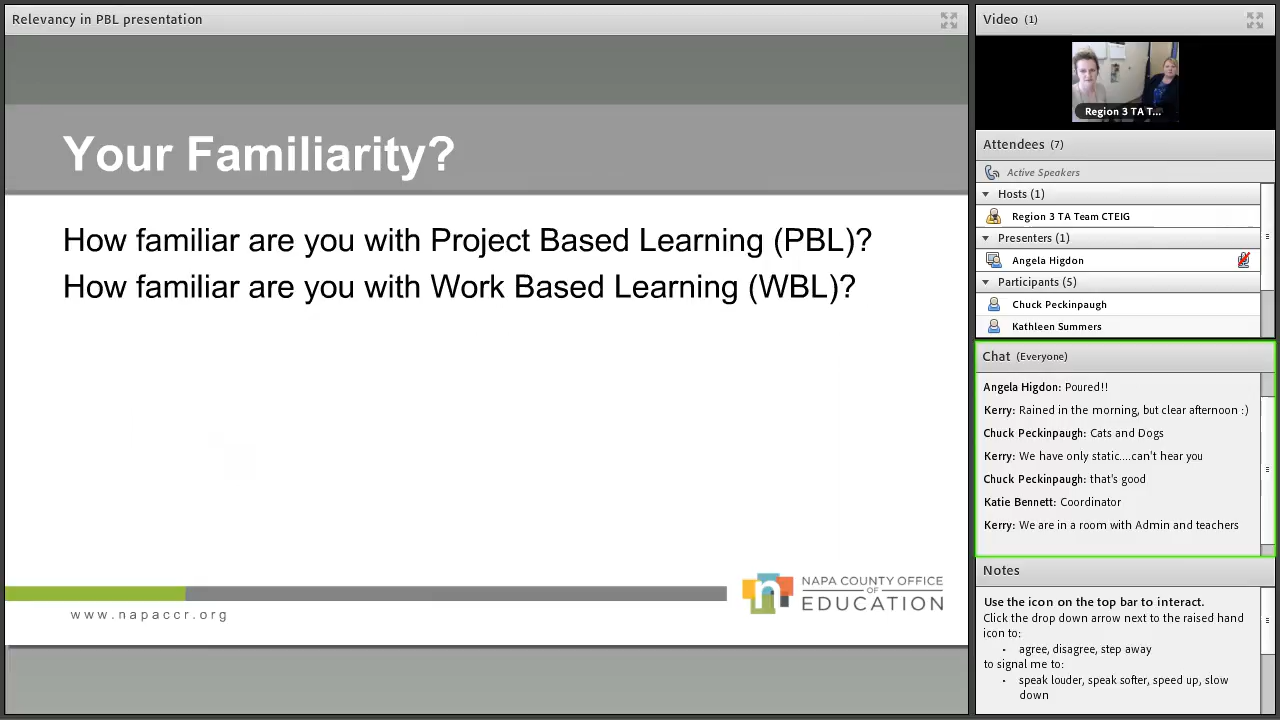 Relevancy in PBL presentation
Your Familiarity?
How familiar are you with Project Based Learning (PBL)?
How familiar are you with Work Based Learning (WBL)?
www.napaccr.org
n
NAPA COUNTY OFFICE
OF
EDUCATION
Video (1)
Region 3 TA T...
Attendees (7)
Active Speakers
Hosts (1)
Region 3 TA Team CTEIG
Presenters (1)
Angela Higdon
Participants (5)
Chuck Peckinpaugh
Kathleen Summers
Chat (Everyone)
Angela Higdon: Poured!!
Kerry: Rained in the morning, but clear afternoon :)
Chuck Peckinpaugh: Cats and Dogs
Kerry: We have only static....can't hear you
Chuck Peckinpaugh: that's good
Katie Bennett: Coordinator
Kerry: We are in a room with Admin and teachers
Notes
Use the icon on the top bar to interact.
Click the drop down arrow next to the raised hand
icon to:
• agree, disagree, step away
to signal me to:
• speak louder, speak softer, speed up, slow
down